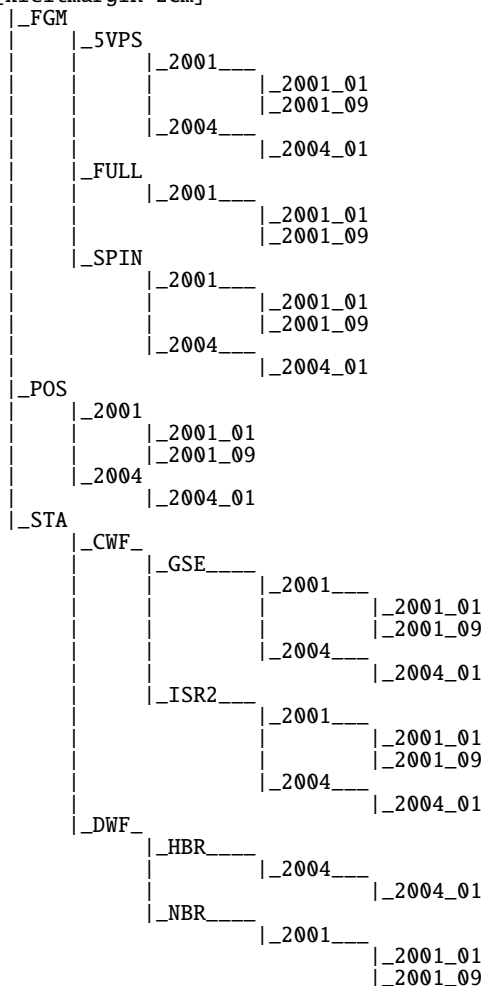 |_FGM
|     |_5VPS
|     |     |_2001___
|     |     |        |_2001_01
|     |     |        |_2001_09
|     |     |_2004___
|     |              |_2004_01
|     |_FULL
|     |     |_2001___
|     |              |_2001_01
|     |              |_2001_09
|     |_SPIN
|           |_2001___
|           |        |_2001_01
|           |        |_2001_09
|           |_2004___
|                    |_2004_01
|_POS
|     |_2001
|     |     |_2001_01
|     |     |_2001_09
|     |_2004
|           |_2004_01
|_STA
      |_CWF_
      |     |_GSE____
      |     |        |_2001___
      |     |        |        |_2001_01
      |     |        |        |_2001_09
      |     |        |_2004___
      |     |                 |_2004_01
      |     |_ISR2___
      |              |_2001___
      |              |        |_2001_01
      |              |        |_2001_09
      |              |_2004___
      |                       |_2004_01
      |_DWF_
            |_HBR____
            |        |_2004___
            |                 |_2004_01
            |_NBR____
                     |_2001___
                              |_2001_01
                              |_2001_09